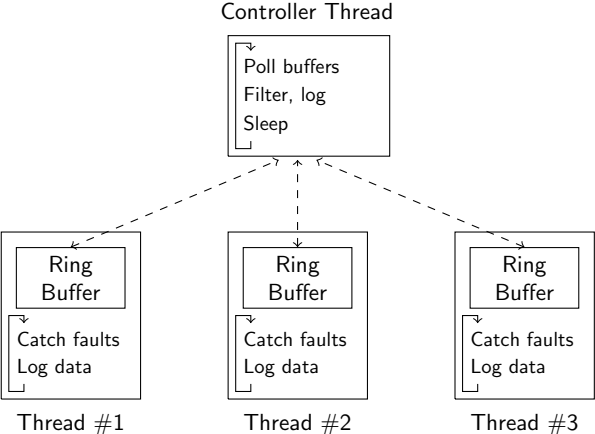 Controller Thread
Poll buffers
Filter, log
Sleep
Ring
Buffer
Catch faults
Log data
Thread #1
Ring
Buffer
Catch faults
Log data
Thread #2
Ring
Buffer
Catch faults
Log data
Thread #3